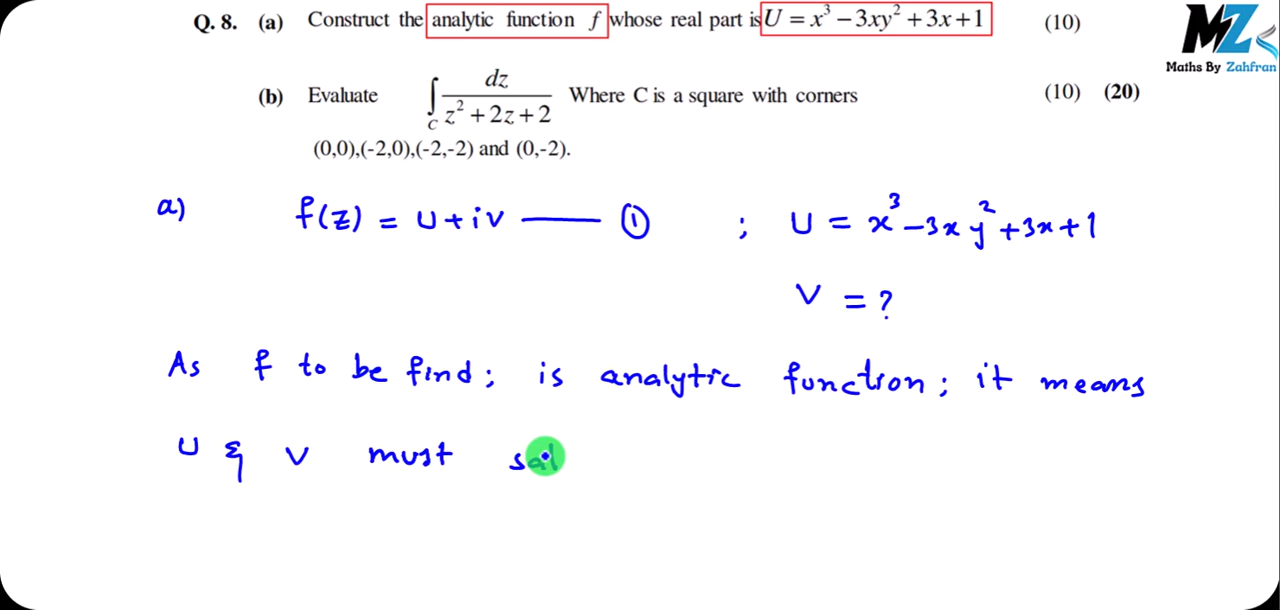 Q. 8. (a) Construct the analytic function f whose real part is U = x³ − 3xy² + 3x + 1 (10)
MZ
Maths By Zahfran
(b) Evaluate ∫_C dz / (z² + 2z + 2) Where C is a square with corners (10) (20)
(0,0),(-2,0),(-2,-2) and (0,-2).
a) f(z) = U + iV —— ① ; U = x³ − 3xy² + 3x + 1
V = ?
As f to be find; is analytic function; it means
U & V must